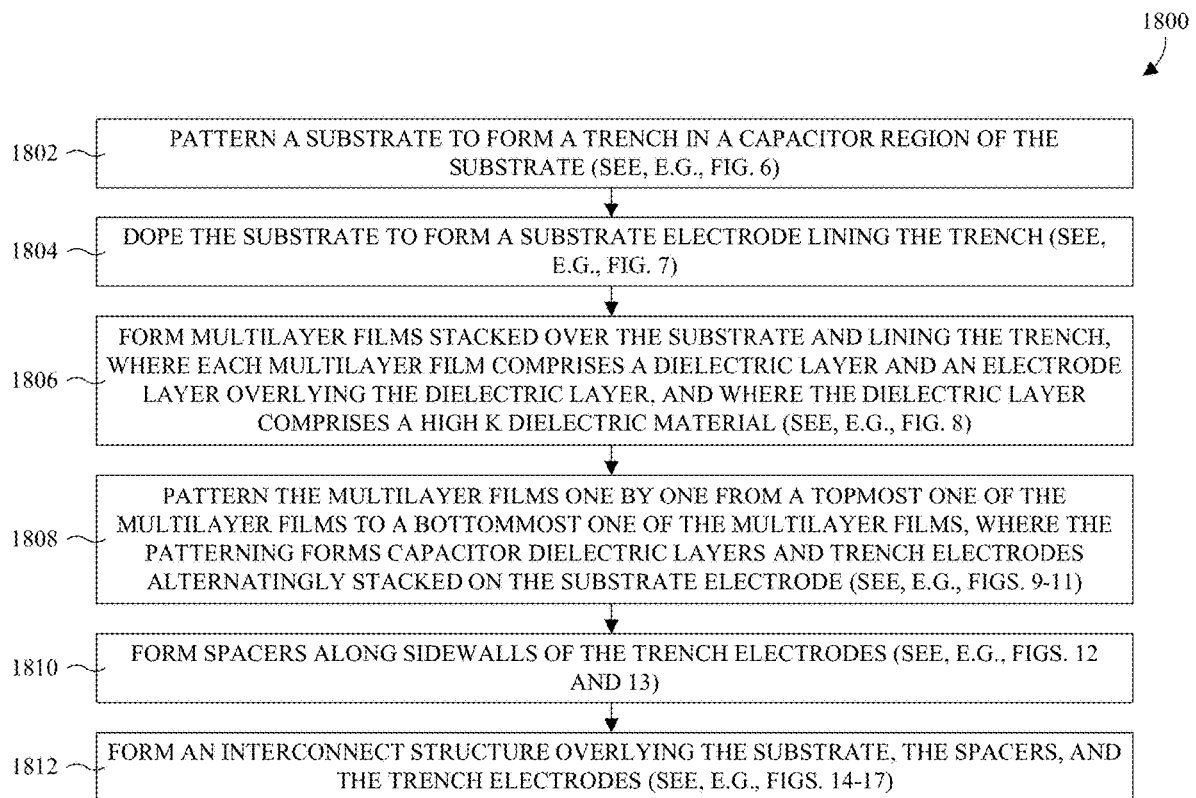 1800
1802
PATTERN A SUBSTRATE TO FORM A TRENCH IN A CAPACITOR REGION OF THE
SUBSTRATE (SEE, E.G., FIG. 6)
1804
DOPE THE SUBSTRATE TO FORM A SUBSTRATE ELECTRODE LINING THE TRENCH (SEE,
E.G., FIG. 7)
1806
FORM MULTILAYER FILMS STACKED OVER THE SUBSTRATE AND LINING THE TRENCH,
WHERE EACH MULTILAYER FILM COMPRISES A DIELECTRIC LAYER AND AN ELECTRODE
LAYER OVERLYING THE DIELECTRIC LAYER, AND WHERE THE DIELECTRIC LAYER
COMPRISES A HIGH K DIELECTRIC MATERIAL (SEE, E.G., FIG. 8)
1808
PATTERN THE MULTILAYER FILMS ONE BY ONE FROM A TOPMOST ONE OF THE
MULTILAYER FILMS TO A BOTTOMMOST ONE OF THE MULTILAYER FILMS, WHERE THE
PATTERNING FORMS CAPACITOR DIELECTRIC LAYERS AND TRENCH ELECTRODES
ALTERNATINGLY STACKED ON THE SUBSTRATE ELECTRODE (SEE, E.G., FIGS. 9-11)
1810
FORM SPACERS ALONG SIDEWALLS OF THE TRENCH ELECTRODES (SEE, E.G., FIGS. 12
AND 13)
1812
FORM AN INTERCONNECT STRUCTURE OVERLYING THE SUBSTRATE, THE SPACERS, AND
THE TRENCH ELECTRODES (SEE, E.G., FIGS. 14-17)